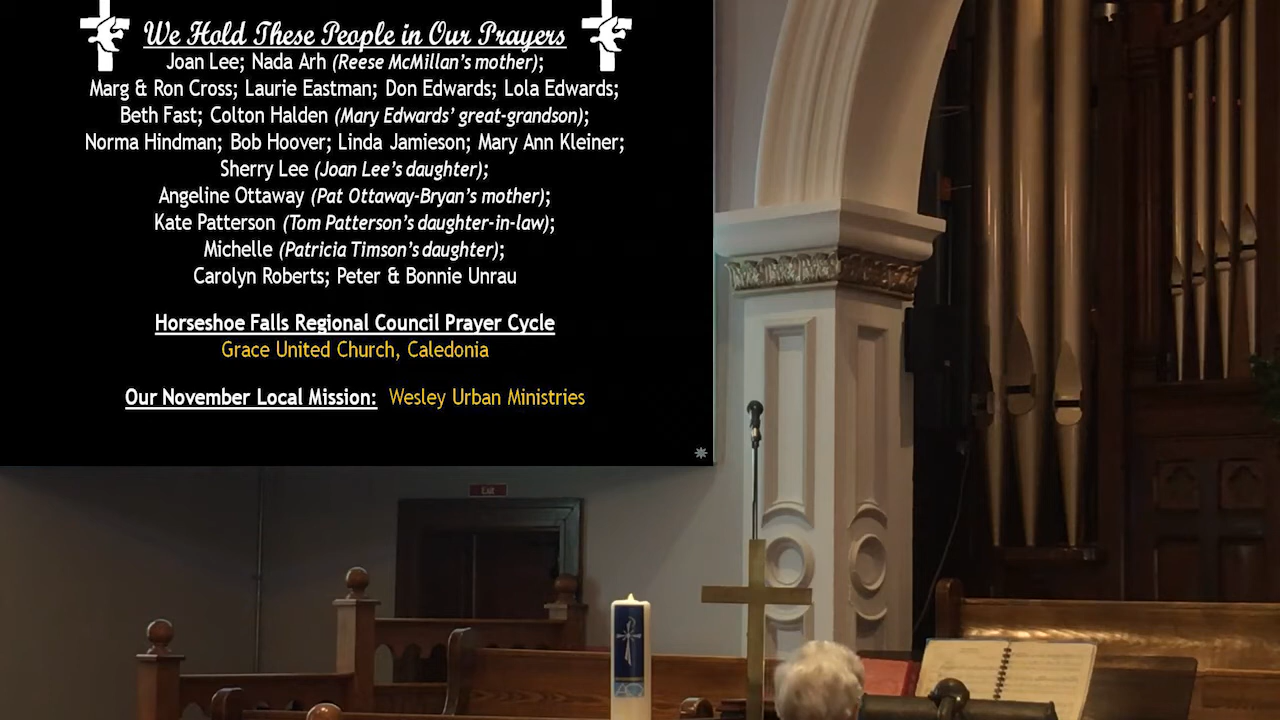 We Hold These People in Our Prayers
Joan Lee; Nada Arh (Reese McMillan's mother);
Marg & Ron Cross; Laurie Eastman; Don Edwards; Lola Edwards;
Beth Fast; Colton Halden (Mary Edwards' great-grandson);
Norma Hindman; Bob Hoover; Linda Jamieson; Mary Ann Kleiner;
Sherry Lee (Joan Lee's daughter);
Angeline Ottaway (Pat Ottaway-Bryan's mother);
Kate Patterson (Tom Patterson's daughter-in-law);
Michelle (Patricia Timson's daughter);
Carolyn Roberts; Peter & Bonnie Unrau
Horseshoe Falls Regional Council Prayer Cycle
Grace United Church, Caledonia
Our November Local Mission: Wesley Urban Ministries
Exit
ΑΩ